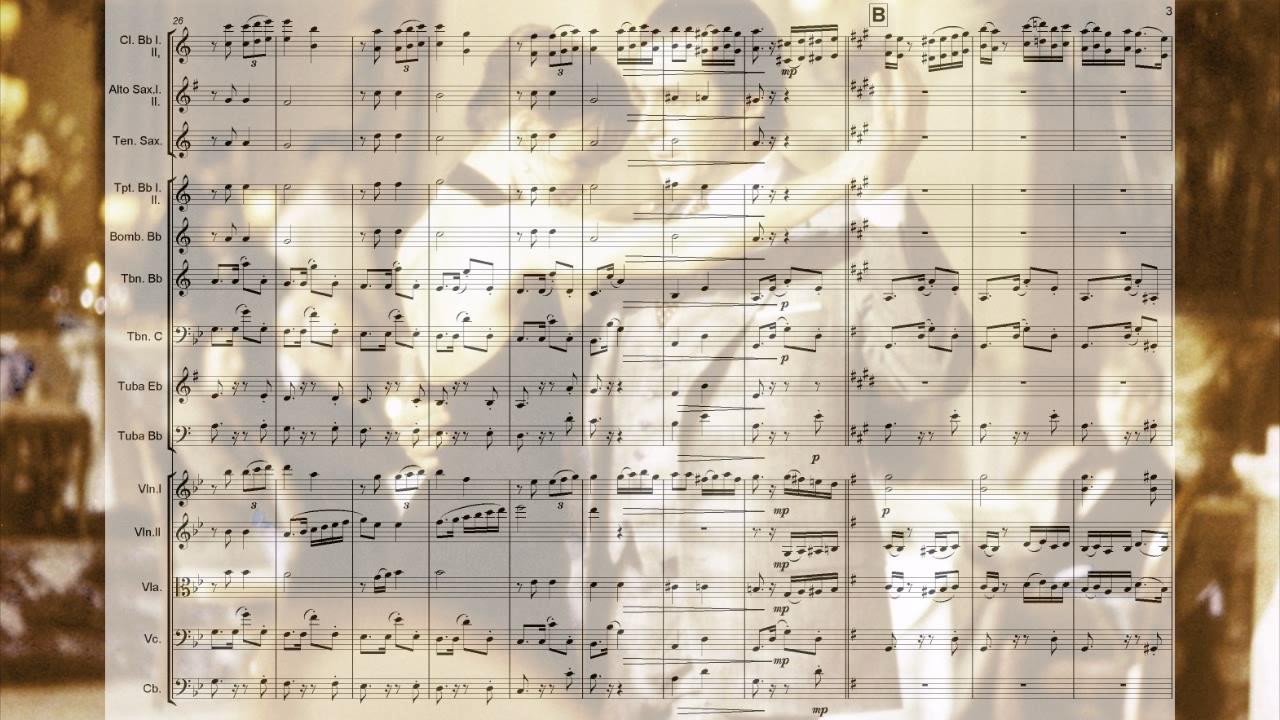 26
B
3
Cl. Bb I.
II,
3
3
3
mp
Alto Sax.I.
II.
Ten. Sax.
Tpt. Bb I.
II.
Bomb. Bb
Tbn. Bb
p
Tbn. C
p
Tuba Eb
Tuba Bb
p
Vln.I
3
3
3
mp
p
Vln.II
mp
Vla.
mp
Vc.
mp
Cb.
mp